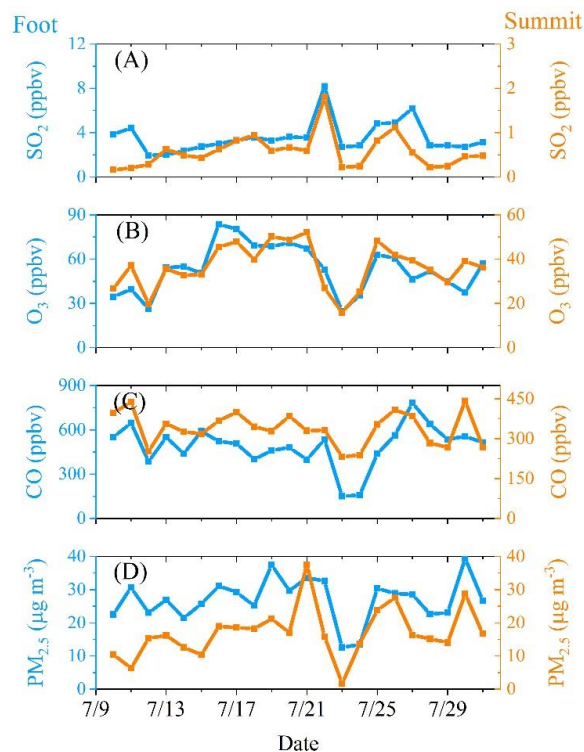 Foot Summit
(A)
SO2 (ppbv)
12
8
4
0
3
2
1
0
SO2 (ppbv)
(B)
O3 (ppbv)
90
60
30
0
60
40
20
0
O3 (ppbv)
(C)
CO (ppbv)
900
600
300
0
450
300
150
0
CO (ppbv)
(D)
PM2.5 (μg m-3)
40
30
20
10
0
40
30
20
10
0
PM2.5 (μg m-3)
7/9 7/13 7/17 7/21 7/25 7/29
Date